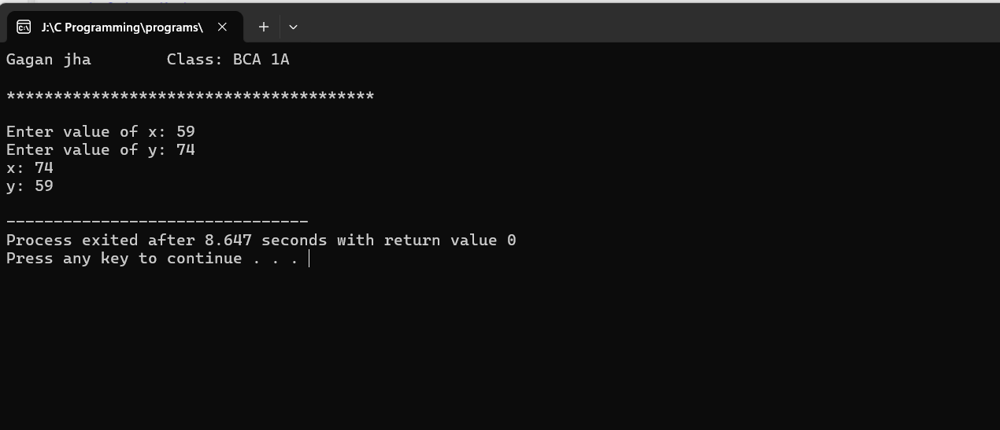 J:\C Programming\programs\
Gagan jha        Class: BCA 1A
***************************************
Enter value of x: 59
Enter value of y: 74
x: 74
y: 59
--------------------------------
Process exited after 8.647 seconds with return value 0
Press any key to continue . . .